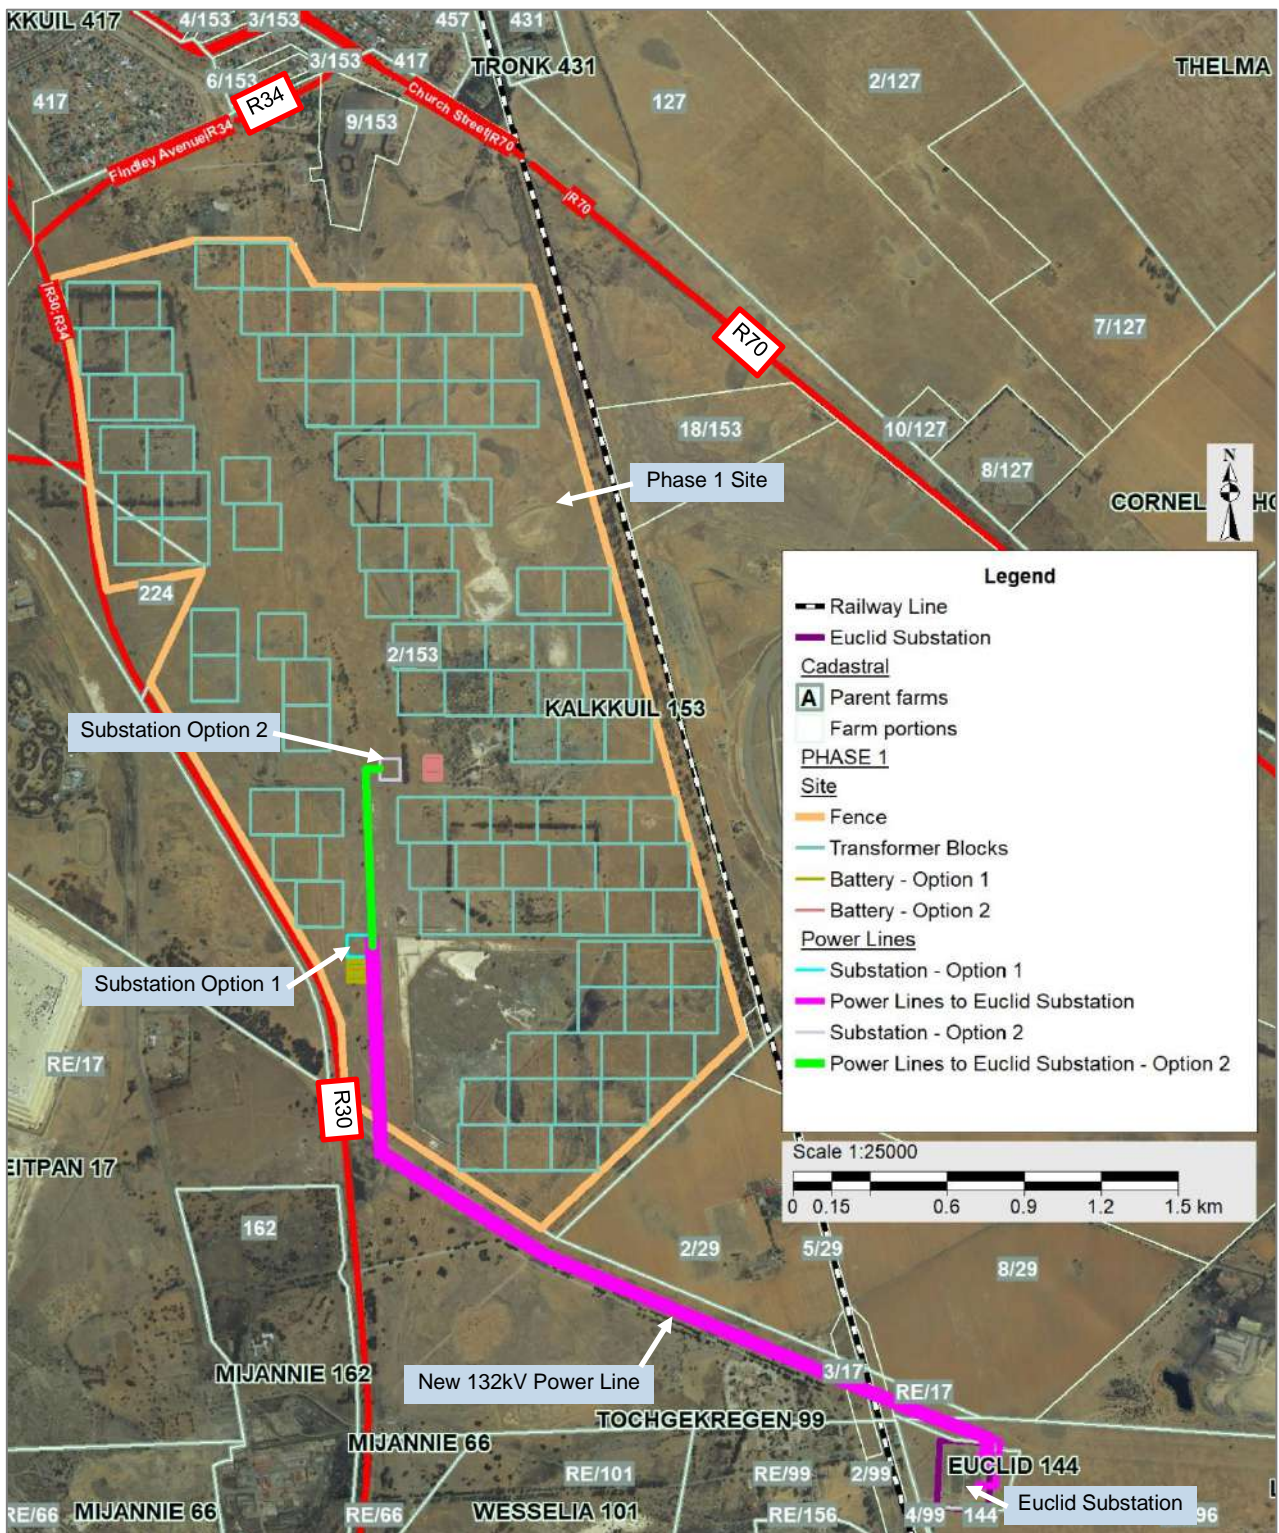 KKUIL 417
4/153
3/153
457
431
3/153
417
TRONK 431
THELMA
6/153
417
R34
9/153
Church Street|R70
127
2/127
Findley Avenue|R34
|R70
|R30; R34
R70
7/127
18/153
10/127
8/127
Phase 1 Site
N
CORNEL
HO
224
2/153
KALKKUIL 153
Substation Option 2
Substation Option 1
Legend
Railway Line
Euclid Substation
Cadastral
A Parent farms
Farm portions
PHASE 1
Site
Fence
Transformer Blocks
Battery - Option 1
Battery - Option 2
Power Lines
Substation - Option 1
Power Lines to Euclid Substation
Substation - Option 2
Power Lines to Euclid Substation - Option 2
RE/17
R30
Scale 1:25000
0 0.15 0.6 0.9 1.2 1.5 km
EITPAN 17
162
2/29
5/29
8/29
MIJANNIE 162
New 132kV Power Line
3/17
RE/17
TOCHGEKREGEN 99
MIJANNIE 66
RE/101
RE/99
2/99
EUCLID 144
Euclid Substation
RE/66
MIJANNIE 66
RE/66
WESSELIA 101
RE/156
4/99
144
96